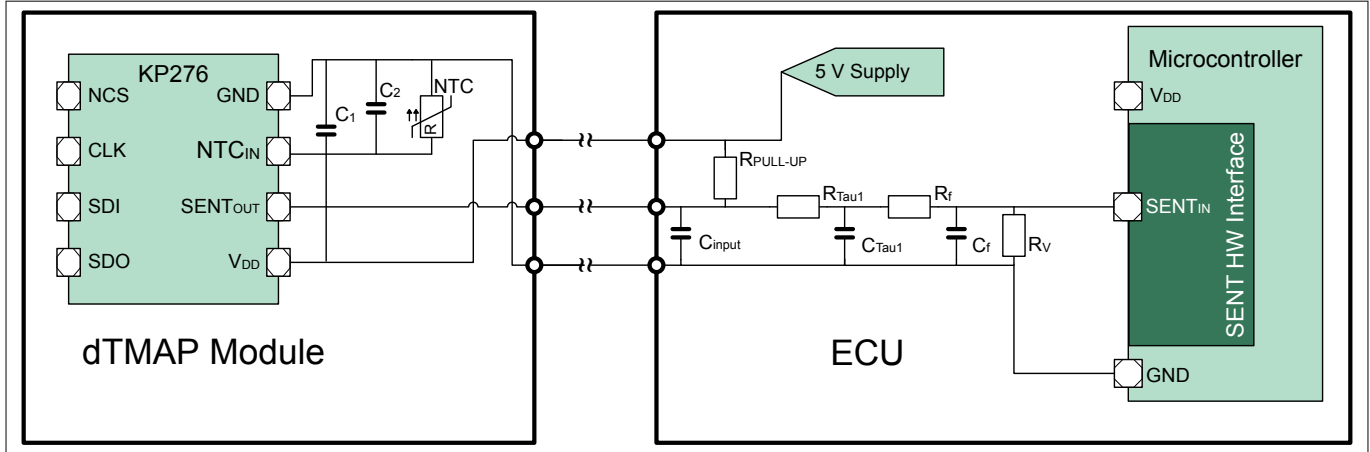 KP276
NCS
GND
CLK
NTCIN
SDI
SENTOUT
SDO
VDD
C1
C2
NTC
R
dTMAP Module
5 V Supply
RPULL-UP
RTau1
Rf
Cinput
CTau1
Cf
RV
ECU
Microcontroller
VDD
SENTIN
SENT HW Interface
GND